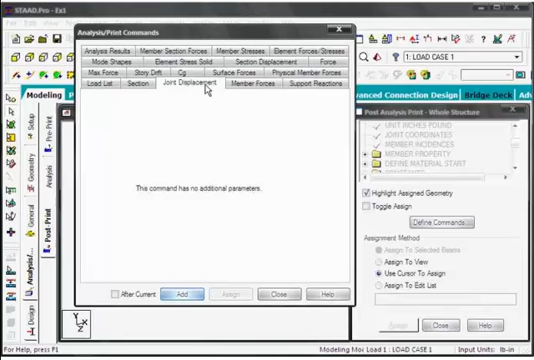 STAAD.Pro - Ex1
Analysis/Print Commands
Analysis Results
Member Section Forces
Member Stresses
Element Forces/Stresses
Mode Shapes
Element Stress Solid
Section Displacement
Force
Max Force
Story Drift
Cg
Surface Forces
Physical Member Forces
Load List
Section
Joint Displacement
Member Forces
Support Reactions
This command has no additional parameters.
After Current
Add
Assign
Close
Help
1: LOAD CASE 1
Modeling
Connection Design
Bridge Deck
Setup
Geometry
General
Analysis/...
Design
Pre-Print
Analysis
Post-Print
Post Analysis Print - Whole Structure
UNIT INCHES POUND
JOINT COORDINATES
MEMBER INCIDENCES
MEMBER PROPERTY
DEFINE MATERIAL START
Highlight Assigned Geometry
Toggle Assign
Define Commands...
Assignment Method
Assign To Selected Beams
Assign To View
Use Cursor To Assign
Assign To Edit List
Assign
Close
Help
Y
X
Z
For Help, press F1
Modeling Mo
Load 1 : LOAD CASE 1
Input Units: lb-in